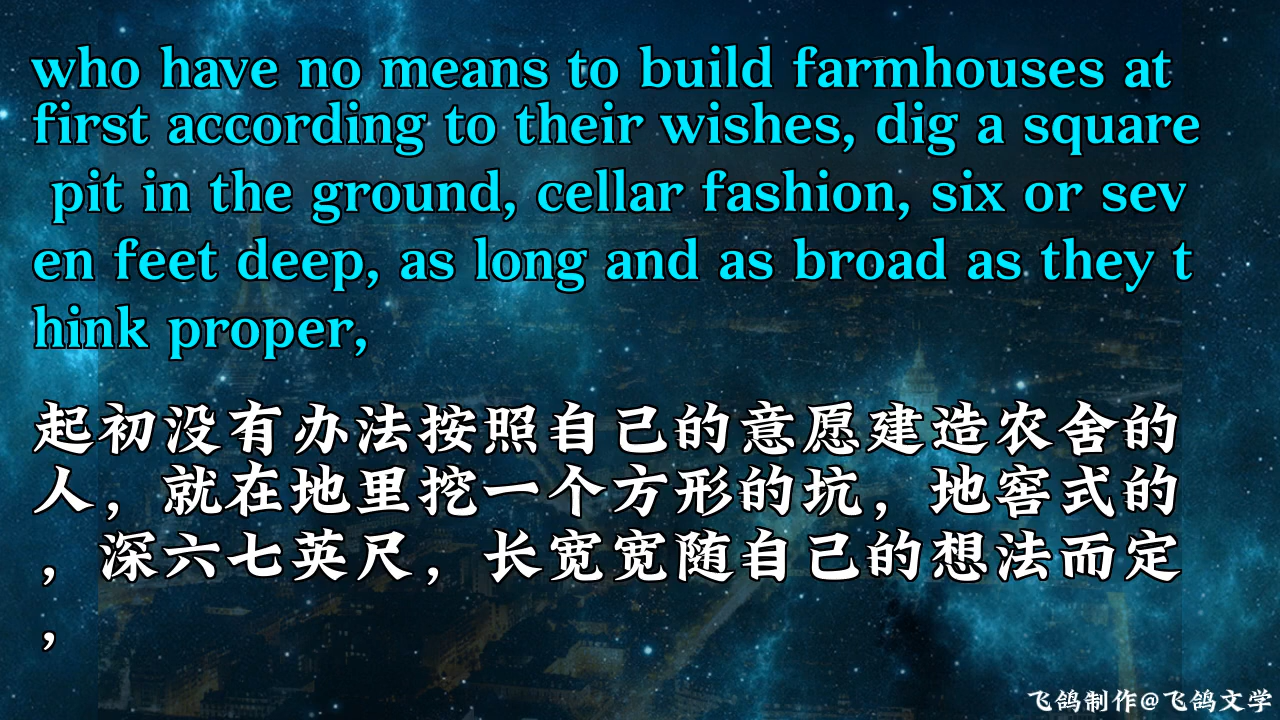 who have no means to build farmhouses at
first according to their wishes, dig a square
pit in the ground, cellar fashion, six or sev
en feet deep, as long and as broad as they t
hink proper,
起初没有办法按照自己的意愿建造农舍的
人，就在地里挖一个方形的坑，地窖式的
，深六七英尺，长宽宽随自己的想法而定
，
飞鸽制作@飞鸽文学